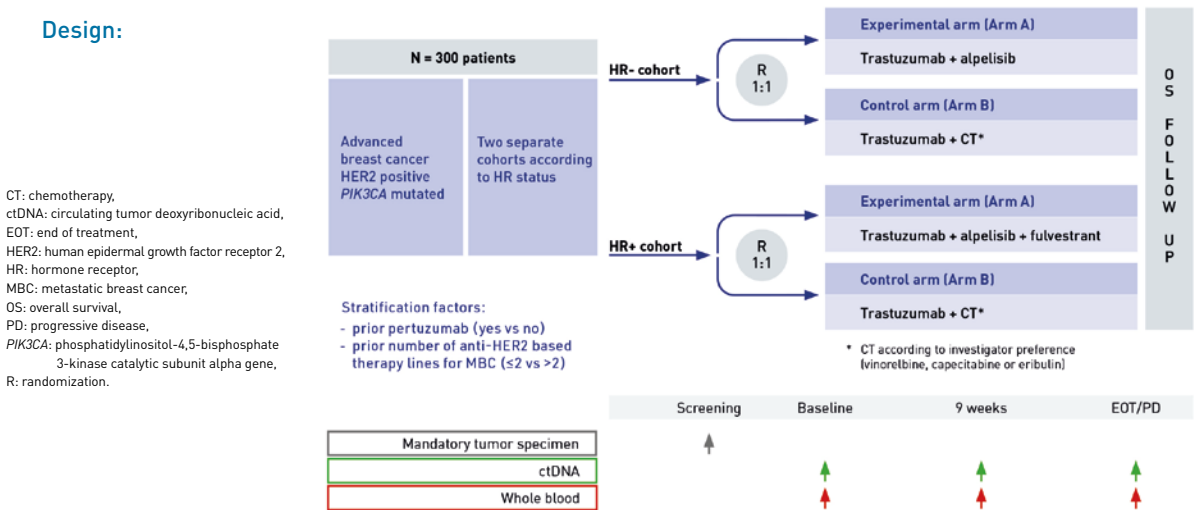 Design:
CT: chemotherapy,
ctDNA: circulating tumor deoxyribonucleic acid,
EOT: end of treatment,
HER2: human epidermal growth factor receptor 2,
HR: hormone receptor,
MBC: metastatic breast cancer,
OS: overall survival,
PD: progressive disease,
PIK3CA: phosphatidylinositol-4,5-bisphosphate
3-kinase catalytic subunit alpha gene,
R: randomization.
N = 300 patients
Advanced
breast cancer
HER2 positive
PIK3CA mutated
Two separate
cohorts according
to HR status
Stratification factors:
- prior pertuzumab (yes vs no)
- prior number of anti-HER2 based
therapy lines for MBC (≤2 vs >2)
HR- cohort
R
1:1
Experimental arm (Arm A)
Trastuzumab + alpelisib
Control arm (Arm B)
Trastuzumab + CT*
HR+ cohort
R
1:1
Experimental arm (Arm A)
Trastuzumab + alpelisib + fulvestrant
Control arm (Arm B)
Trastuzumab + CT*
OS FOLLOW UP
* CT according to investigator preference
(vinorelbine, capecitabine or eribulin)
Screening Baseline 9 weeks EOT/PD
Mandatory tumor specimen
ctDNA
Whole blood